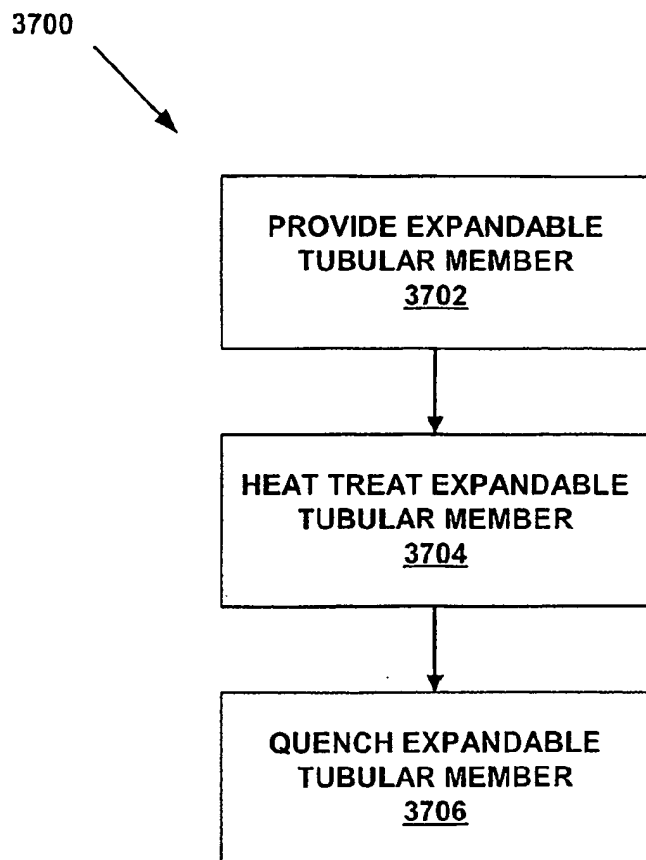 3700
PROVIDE EXPANDABLE
TUBULAR MEMBER
3702
HEAT TREAT EXPANDABLE
TUBULAR MEMBER
3704
QUENCH EXPANDABLE
TUBULAR MEMBER
3706